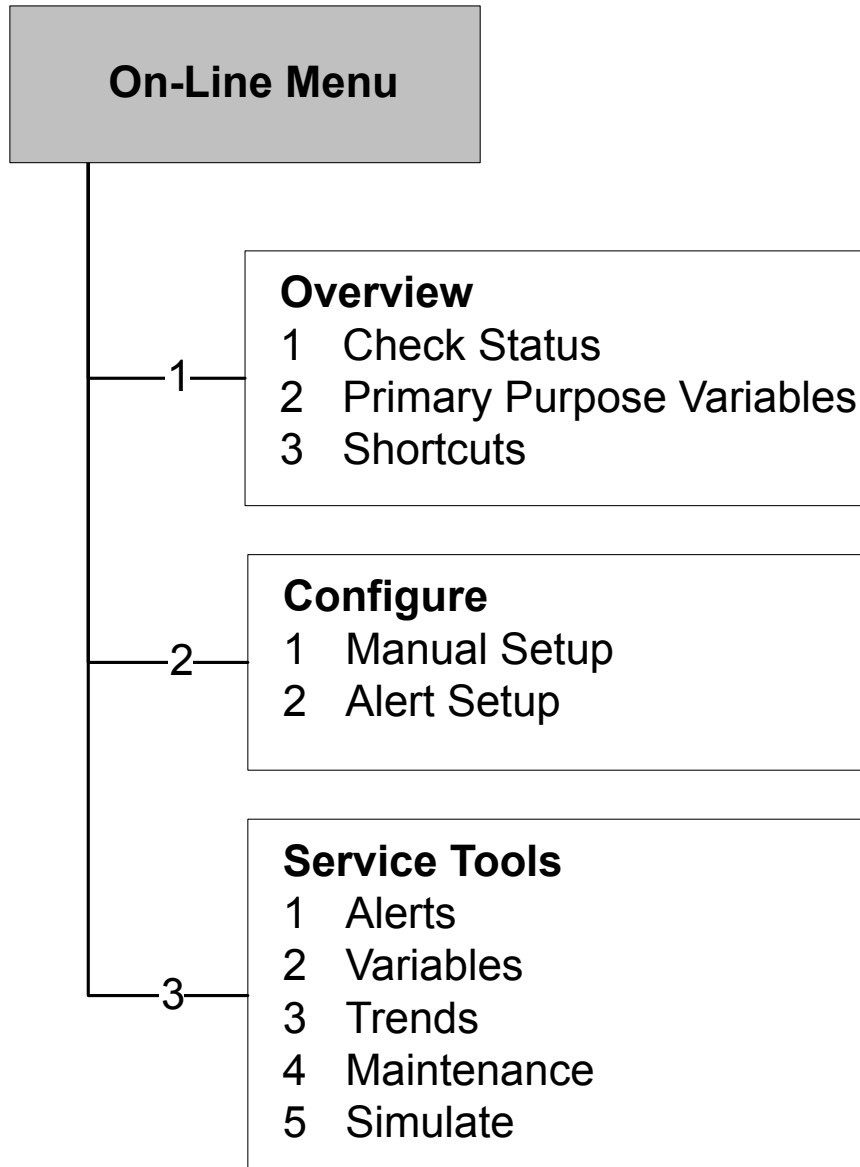 On-Line Menu
1
Overview
1 Check Status
2 Primary Purpose Variables
3 Shortcuts
2
Configure
1 Manual Setup
2 Alert Setup
3
Service Tools
1 Alerts
2 Variables
3 Trends
4 Maintenance
5 Simulate